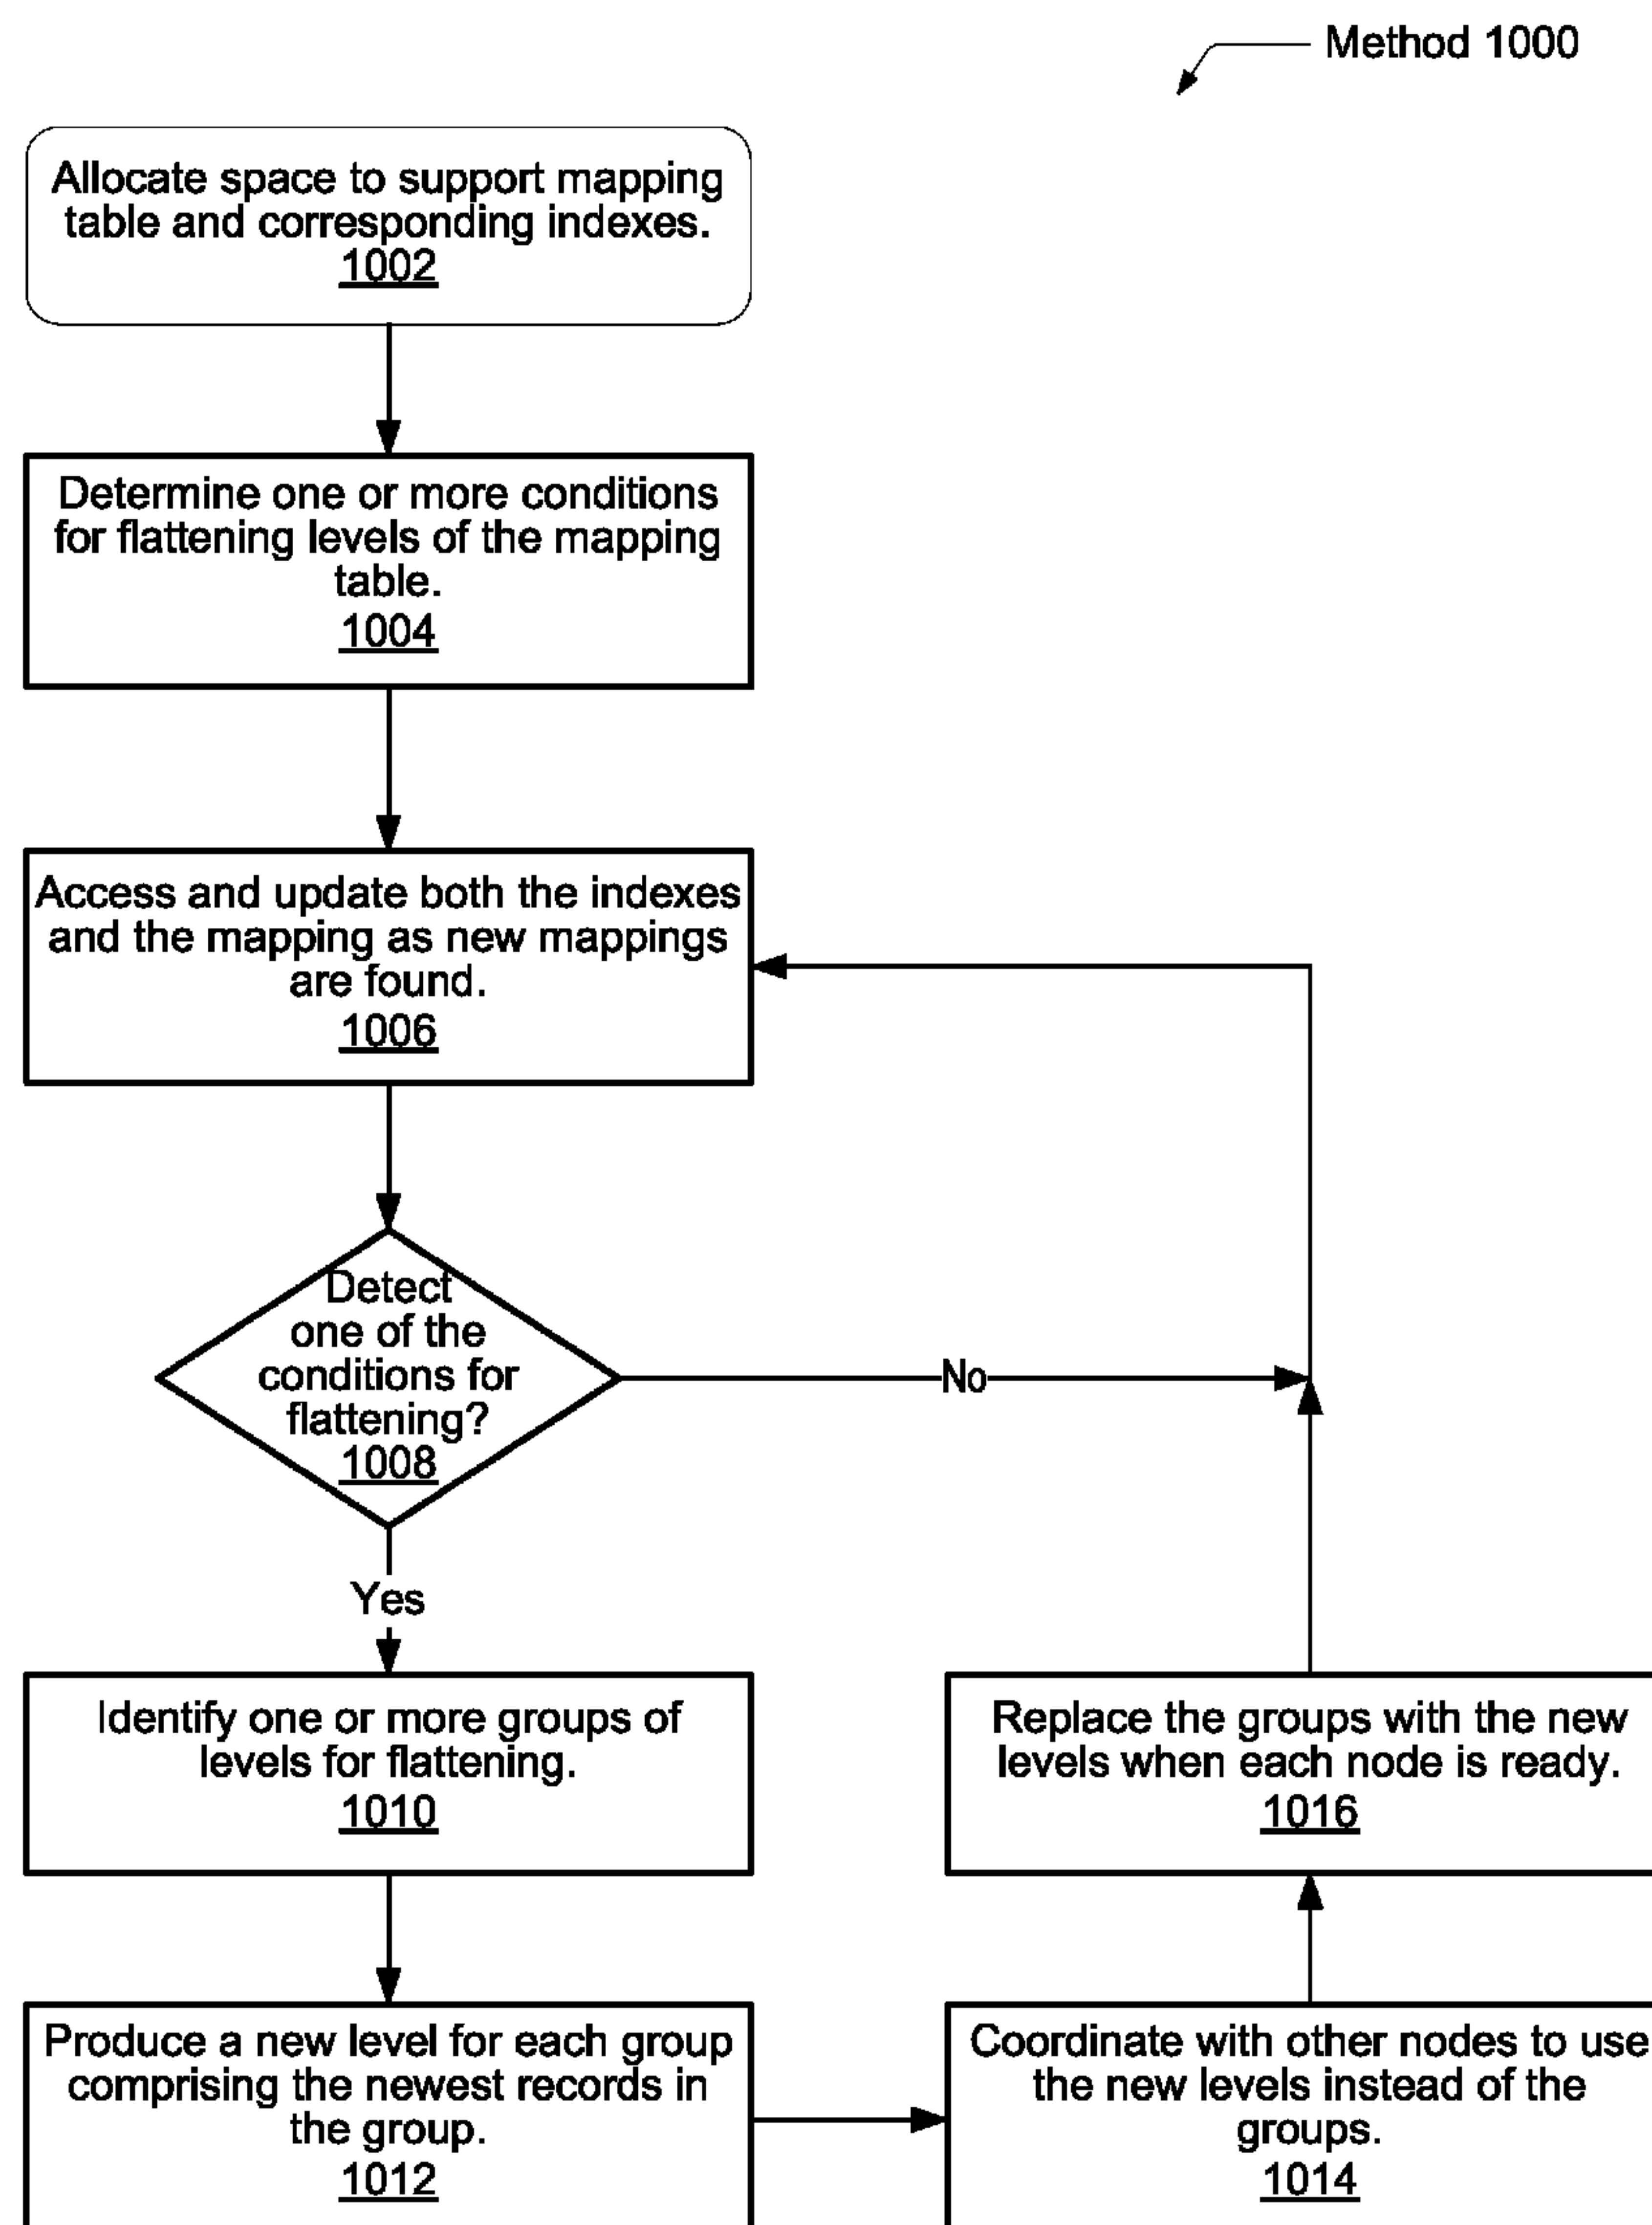 Method 1000
Allocate space to support mapping
table and corresponding indexes.
1002
Determine one or more conditions
for flattening levels of the mapping
table.
1004
Access and update both the indexes
and the mapping as new mappings
are found.
1006
Detect
one of the
conditions for
flattening?
1008
No
Yes
Identify one or more groups of
levels for flattening.
1010
Produce a new level for each group
comprising the newest records in
the group.
1012
Coordinate with other nodes to use
the new levels instead of the
groups.
1014
Replace the groups with the new
levels when each node is ready.
1016